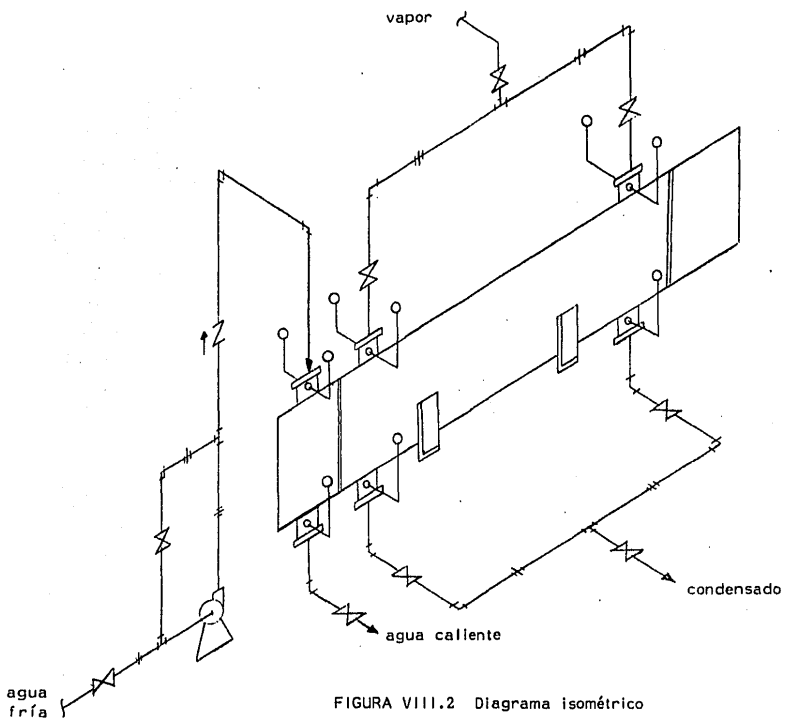 vapor
condensado
agua caliente
agua
fría
FIGURA VIII.2 Diagrama isométrico